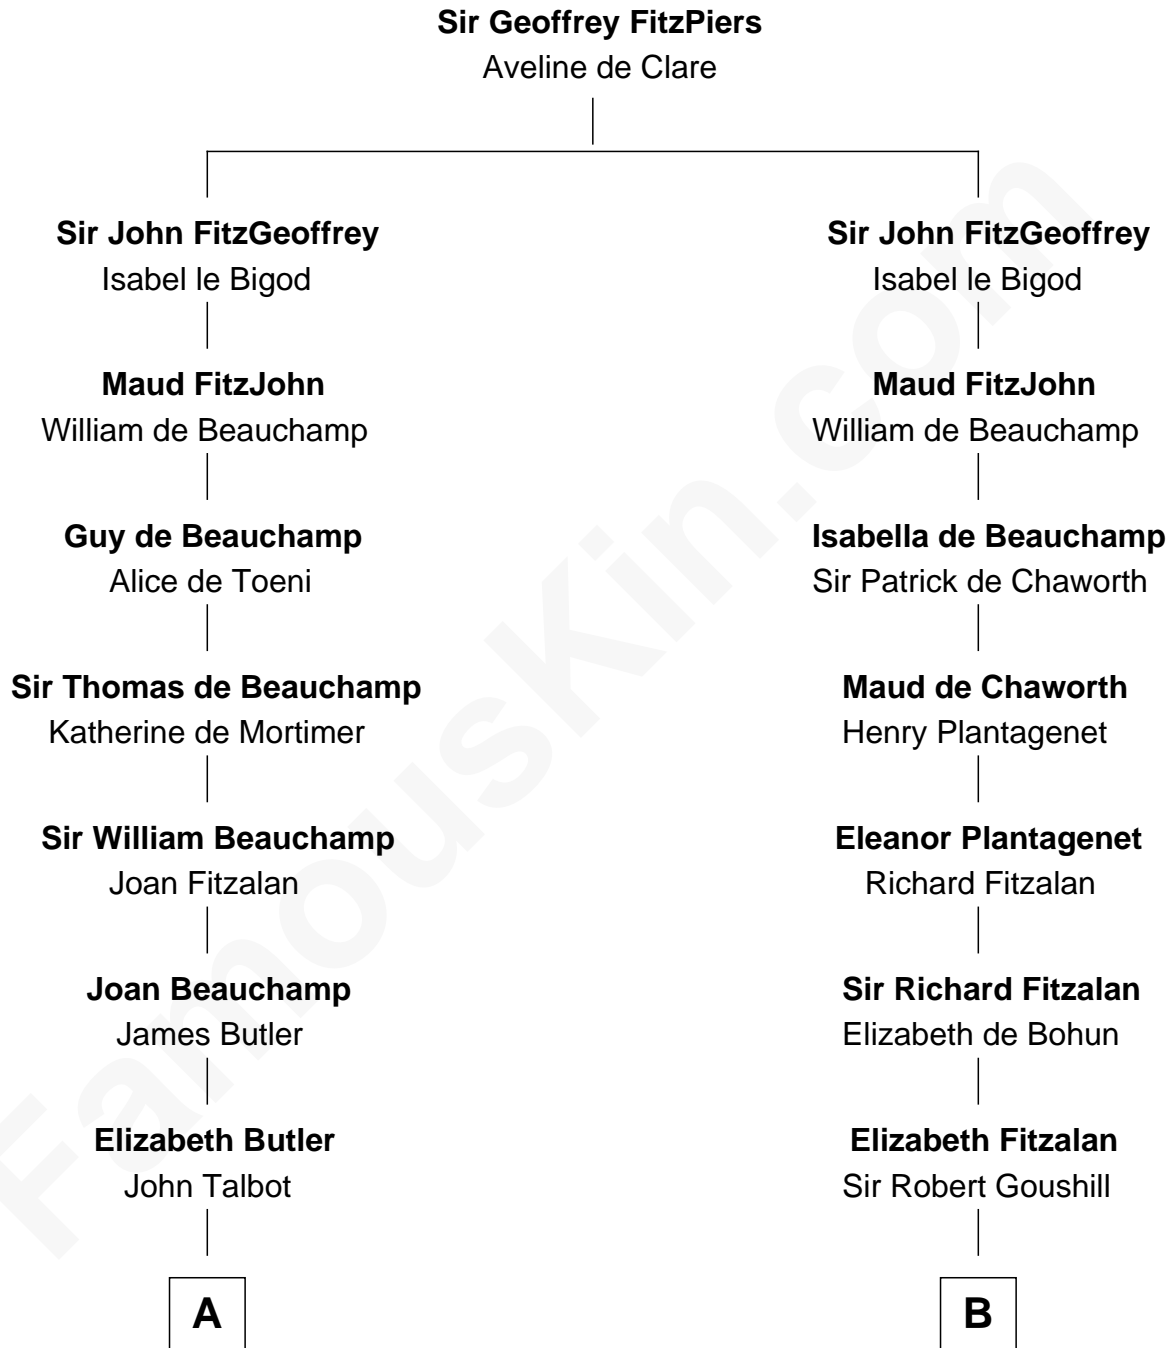 Sir Geoffrey FitzPiers
Aveline de Clare
Sir John FitzGeoffrey
Isabel le Bigod
Maud FitzJohn
William de Beauchamp
Guy de Beauchamp
Alice de Toeni
Sir Thomas de Beauchamp
Katherine de Mortimer
Sir William Beauchamp
Joan Fitzalan
Joan Beauchamp
James Butler
Elizabeth Butler
John Talbot
A
Sir John FitzGeoffrey
Isabel le Bigod
Maud FitzJohn
William de Beauchamp
Isabella de Beauchamp
Sir Patrick de Chaworth
Maud de Chaworth
Henry Plantagenet
Eleanor Plantagenet
Richard Fitzalan
Sir Richard Fitzalan
Elizabeth de Bohun
Elizabeth Fitzalan
Sir Robert Goushill
B
FamousKin.com